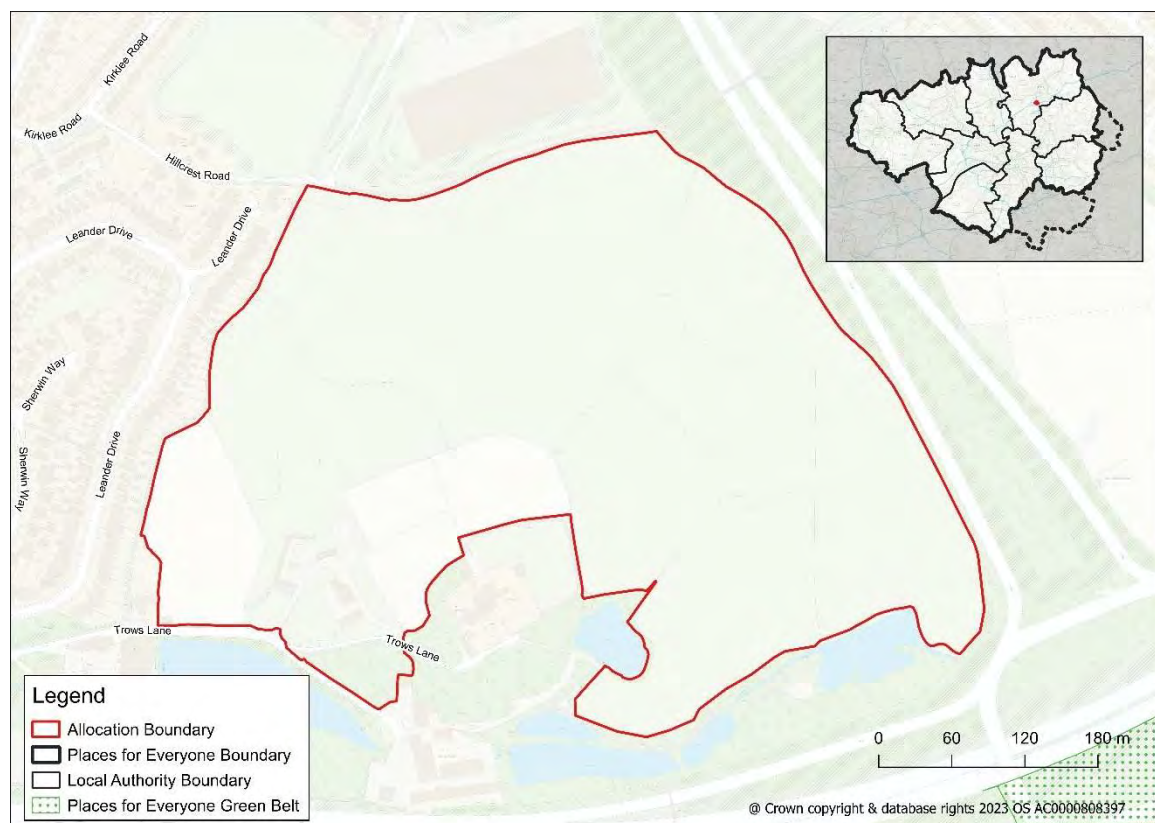 Kirklee Road
Kirklee Road
Hillcrest Road
Leander Drive
Leander Drive
Sherwin Way
Sherwin Way
Leander Drive
Trows Lane
Trows Lane
Legend
Allocation Boundary
Places for Everyone Boundary
Local Authority Boundary
Places for Everyone Green Belt
0 60 120 180 m
@ Crown copyright & database rights 2023 OS AC0000808397